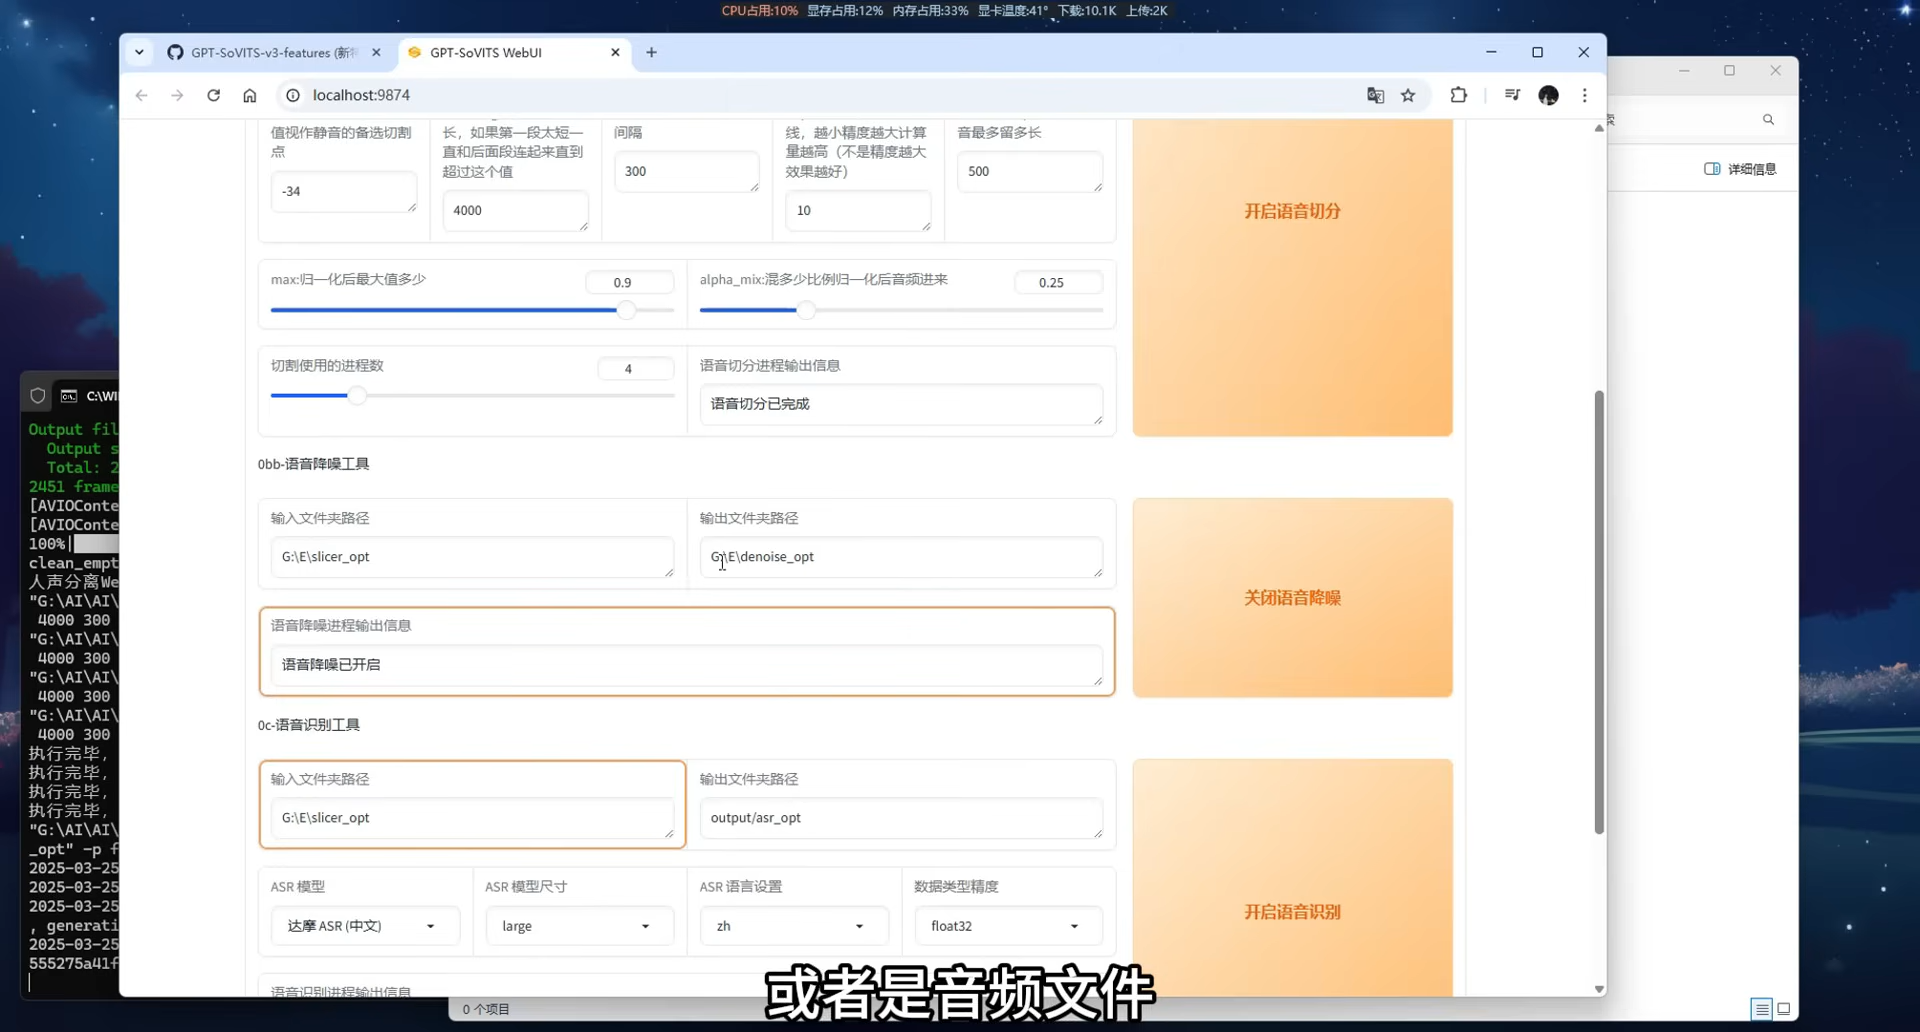 CPU占用:10% 显存占用:12% 内存占用:33% 显卡温度:41° 下载:10.1K 上传:2K
GPT-SoVITS-v3-features (新
GPT-SoVITS WebUI
localhost:9874
详细信息
值视作静音的备选切割点
-34
长，如果第一段太短一直和后面段连起来直到超过这个值
4000
间隔
300
线，越小精度越大计算量越高（不是精度越大效果越好）
10
音最多留多长
500
开启语音切分
max:归一化后最大值多少
0.9
alpha_mix:混多少比例归一化后音频进来
0.25
切割使用的进程数
4
语音切分进程输出信息
语音切分已完成
0bb-语音降噪工具
输入文件夹路径
G:\E\slicer_opt
输出文件夹路径
G:\E\denoise_opt
关闭语音降噪
语音降噪进程输出信息
语音降噪已开启
0c-语音识别工具
输入文件夹路径
G:\E\slicer_opt
输出文件夹路径
output/asr_opt
开启语音识别
ASR 模型
达摩 ASR (中文)
ASR 模型尺寸
large
ASR 语言设置
zh
数据类型精度
float32
语音识别进程输出信息
C:\WI
Output fil
Output s
Total: 2
2451 frame
[AVIOConte
[AVIOConte
100%|
clean_empt
人声分离We
"G:\AI\AI\
4000 300
"G:\AI\AI\
4000 300
"G:\AI\AI\
4000 300
"G:\AI\AI\
4000 300
执行完毕，
执行完毕，
执行完毕，
执行完毕，
"G:\AI\AI\
_opt" -p f
2025-03-25
2025-03-25
2025-03-25
, generati
2025-03-25
555275a41f
0 个项目
或者是音频文件